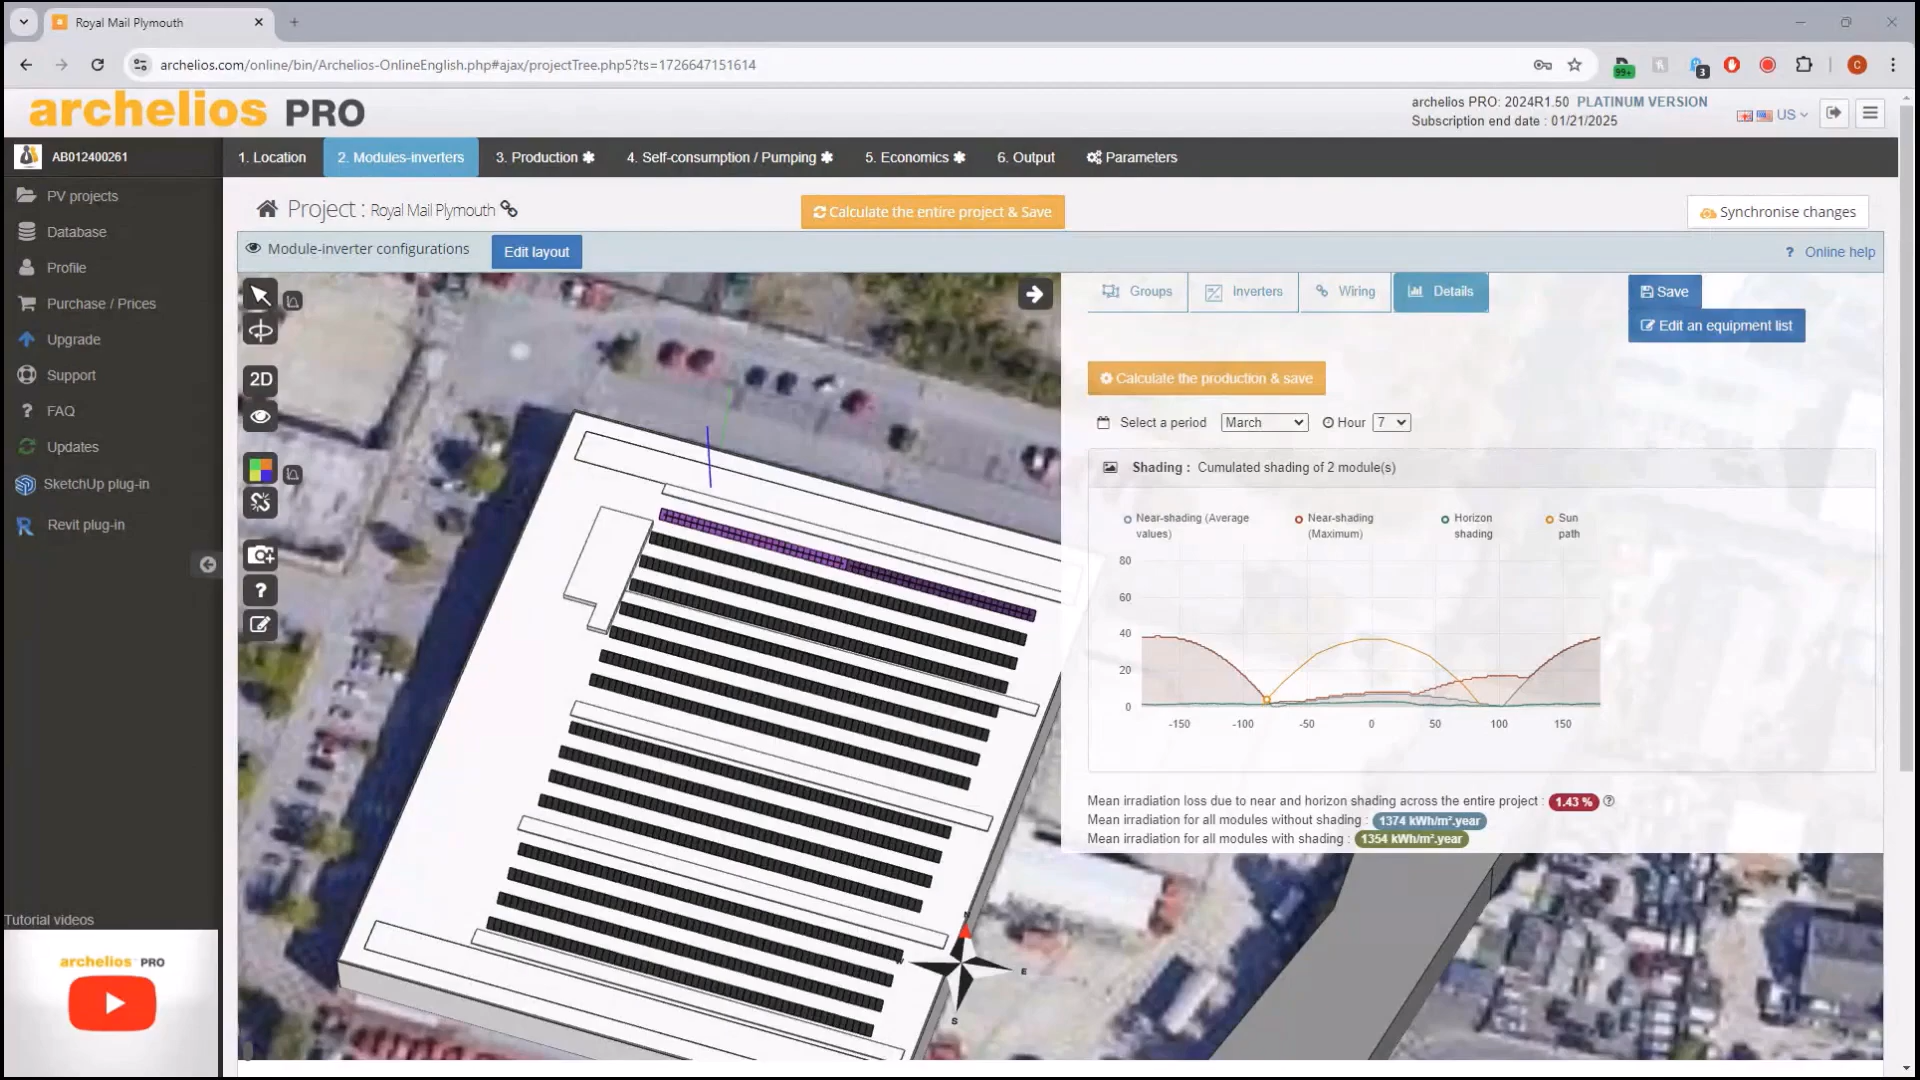 Royal Mail Plymouth
archelios.com/online/bin/Archelios-OnlineEnglish.php#ajax/projectTree.php5?ts=1726647151614
99+
3
C
archelios PRO
archelios PRO: 2024R1.50 PLATINUM VERSION
Subscription end date : 01/21/2025
US
AB012400261
1. Location
2. Modules-inverters
3. Production ✱
4. Self-consumption / Pumping ✱
5. Economics ✱
6. Output
Parameters
PV projects
Database
Profile
Purchase / Prices
Upgrade
Support
? FAQ
Updates
SketchUp plug-in
R Revit plug-in
Tutorial videos
archelios PRO
Project : Royal Mail Plymouth
Calculate the entire project & Save
Synchronise changes
Module-inverter configurations
Edit layout
? Online help
2D
?
N
W
E
S
Groups
Inverters
Wiring
Details
Save
Edit an equipment list
Calculate the production & save
Select a period
March
Hour
7
Shading : Cumulated shading of 2 module(s)
Near-shading (Average values)
Near-shading (Maximum)
Horizon shading
Sun path
80
60
40
20
0
-150
-100
-50
0
50
100
150
Mean irradiation loss due to near and horizon shading across the entire project : 1.43 % ?
Mean irradiation for all modules without shading : 1374 kWh/m².year
Mean irradiation for all modules with shading : 1354 kWh/m².year